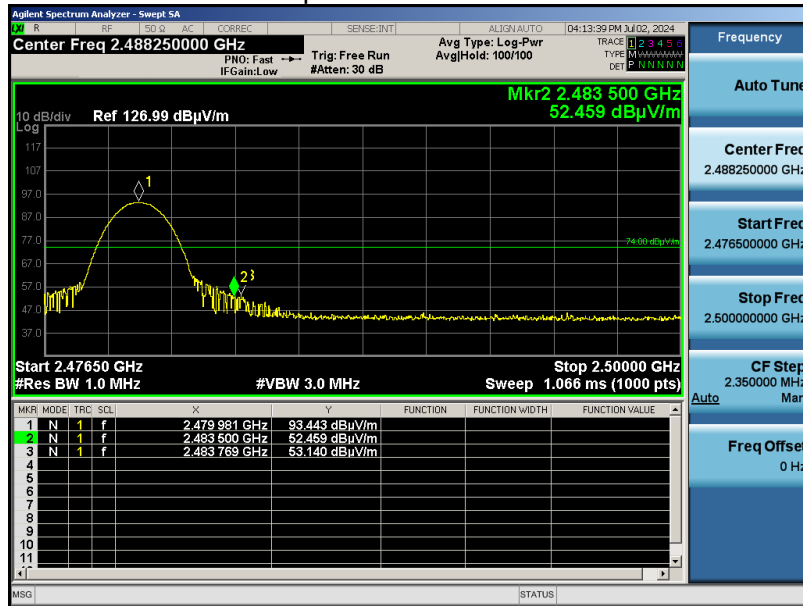 Agilent Spectrum Analyzer - Swept SA
LXI R RF 50 Ω AC CORREC SENSE:INT ALIGN AUTO 04:13:39 PM Jul 02, 2024
Center Freq 2.488250000 GHz
PNO: Fast
IFGain:Low
Trig: Free Run
#Atten: 30 dB
Avg Type: Log-Pwr
Avg|Hold: 100/100
TRACE 1 2 3 4 5 6
TYPE M
DET P N N N N N
Mkr2 2.483 500 GHz
52.459 dBµV/m
10 dB/div Ref 126.99 dBµV/m
Log
117
107
97.0
87.0
77.0
67.0
57.0
47.0
37.0
1
2 3
74.00 dBµV/m
Start 2.47650 GHz Stop 2.50000 GHz
#Res BW 1.0 MHz #VBW 3.0 MHz Sweep 1.066 ms (1000 pts)
MKR MODE TRC SCL X Y FUNCTION FUNCTION WIDTH FUNCTION VALUE
1 N 1 f 2.479 981 GHz 93.443 dBµV/m
2 N 1 f 2.483 500 GHz 52.459 dBµV/m
3 N 1 f 2.483 769 GHz 53.140 dBµV/m
4
5
6
7
8
9
10
11
MSG STATUS
Frequency
Auto Tune
Center Freq
2.488250000 GHz
Start Freq
2.476500000 GHz
Stop Freq
2.500000000 GHz
CF Step
2.350000 MHz
Auto Man
Freq Offset
0 Hz